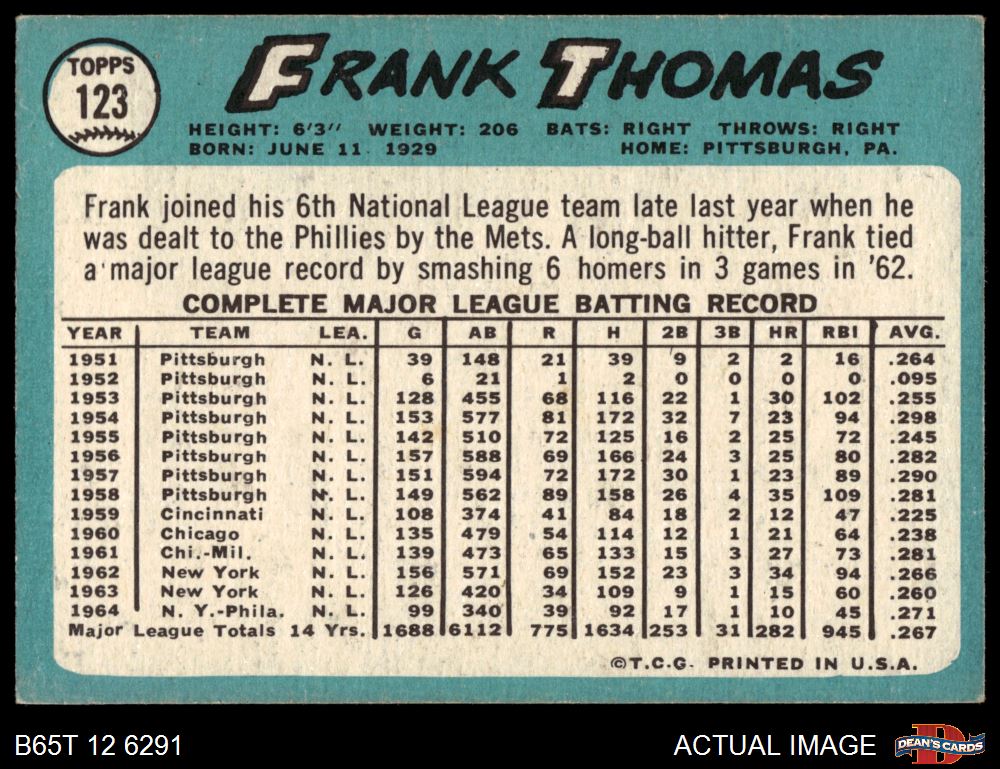 TOPPS
123
FRANK THOMAS
HEIGHT: 6'3" WEIGHT: 206 BATS: RIGHT THROWS: RIGHT
BORN: JUNE 11 1929 HOME: PITTSBURGH, PA.
Frank joined his 6th National League team late last year when he
was dealt to the Phillies by the Mets. A long-ball hitter, Frank tied
a major league record by smashing 6 homers in 3 games in '62.
COMPLETE MAJOR LEAGUE BATTING RECORD
YEAR TEAM LEA. G AB R H 2B 3B HR RBI AVG.
1951 Pittsburgh N. L. 39 148 21 39 9 2 2 16 .264
1952 Pittsburgh N. L. 6 21 1 2 0 0 0 0 .095
1953 Pittsburgh N. L. 128 455 68 116 22 1 30 102 .255
1954 Pittsburgh N. L. 153 577 81 172 32 7 23 94 .298
1955 Pittsburgh N. L. 142 510 72 125 16 2 25 72 .245
1956 Pittsburgh N. L. 157 588 69 166 24 3 25 80 .282
1957 Pittsburgh N. L. 151 594 72 172 30 1 23 89 .290
1958 Pittsburgh N. L. 149 562 89 158 26 4 35 109 .281
1959 Cincinnati N. L. 108 374 41 84 18 2 12 47 .225
1960 Chicago N. L. 135 479 54 114 12 1 21 64 .238
1961 Chi.-Mil. N. L. 139 473 65 133 15 3 27 73 .281
1962 New York N. L. 156 571 69 152 23 3 34 94 .266
1963 New York N. L. 126 420 34 109 9 1 15 60 .260
1964 N. Y.-Phila. N. L. 99 340 39 92 17 1 10 45 .271
Major League Totals 14 Yrs. 1688 6112 775 1634 253 31 282 945 .267
©T.C.G. PRINTED IN U.S.A.
B65T 12 6291 ACTUAL IMAGE
D
DEAN'S CARDS